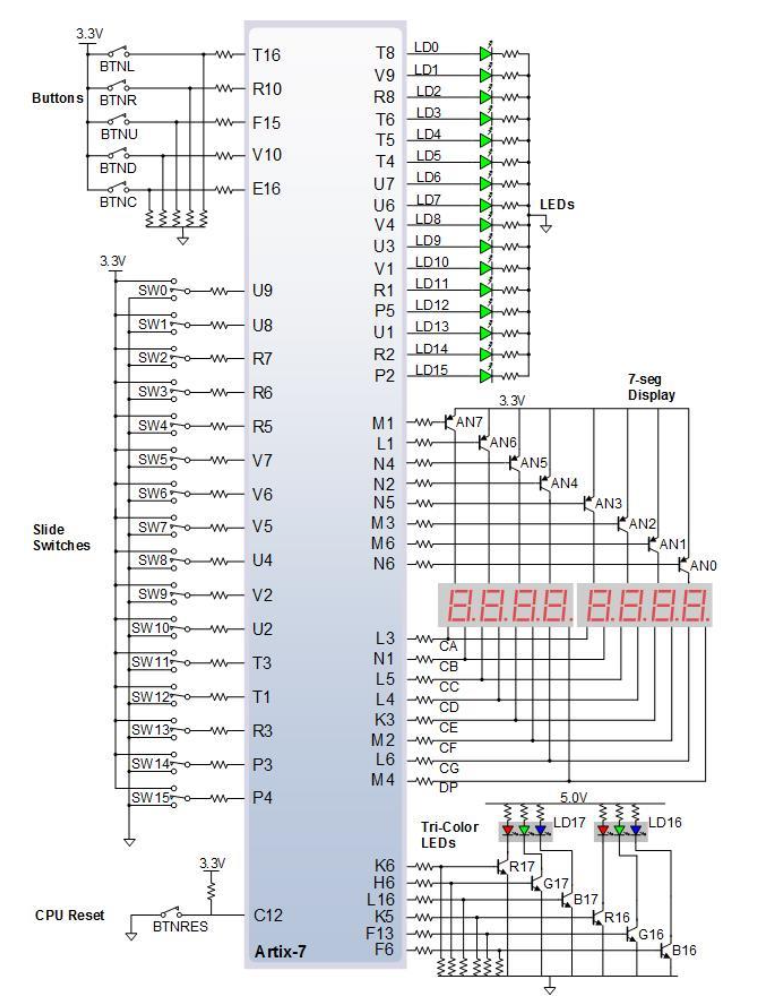 3.3V
BTNL
BTNR
Buttons
BTNU
BTND
BTNC
T16
R10
F15
V10
E16
3.3V
SW0
SW1
SW2
SW3
SW4
SW5
SW6
SW7
SW8
SW9
SW10
SW11
SW12
SW13
SW14
SW15
Slide
Switches
U9
U8
R7
R6
R5
V7
V6
V5
U4
V2
U2
T3
T1
R3
P3
P4
3.3V
CPU Reset
BTNRES
C12
Artix-7
T8 LD0
V9 LD1
R8 LD2
T6 LD3
T5 LD4
T4 LD5
U7 LD6
U6 LD7
V4 LD8
U3 LD9
V1 LD10
R1 LD11
P5 LD12
U1 LD13
R2 LD14
P2 LD15
LEDs
7-seg
Display
3.3V
M1 AN7
L1 AN6
N4 AN5
N2 AN4
N5 AN3
M3 AN2
M6 AN1
N6 AN0
8.8.8.8. 8.8.8.8.
L3 CA
N1 CB
L5 CC
L4 CD
K3 CE
M2 CF
L6 CG
M4 DP
5.0V
Tri-Color
LEDs
LD17
LD16
K6 R17
H6 G17
L16 B17
K5 R16
F13 G16
F6 B16